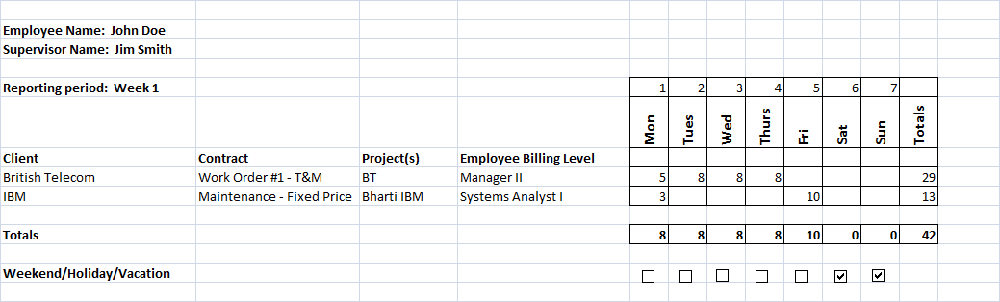 Employee Name: John Doe
Supervisor Name: Jim Smith
Reporting period: Week 1 1 2 3 4 5 6 7
Mon Tues Wed Thurs Fri Sat Sun Totals
Client Contract Project(s) Employee Billing Level
British Telecom Work Order #1 - T&M BT Manager II 5 8 8 8 29
IBM Maintenance - Fixed Price Bharti IBM Systems Analyst I 3 10 13
Totals 8 8 8 8 10 0 0 42
Weekend/Holiday/Vacation